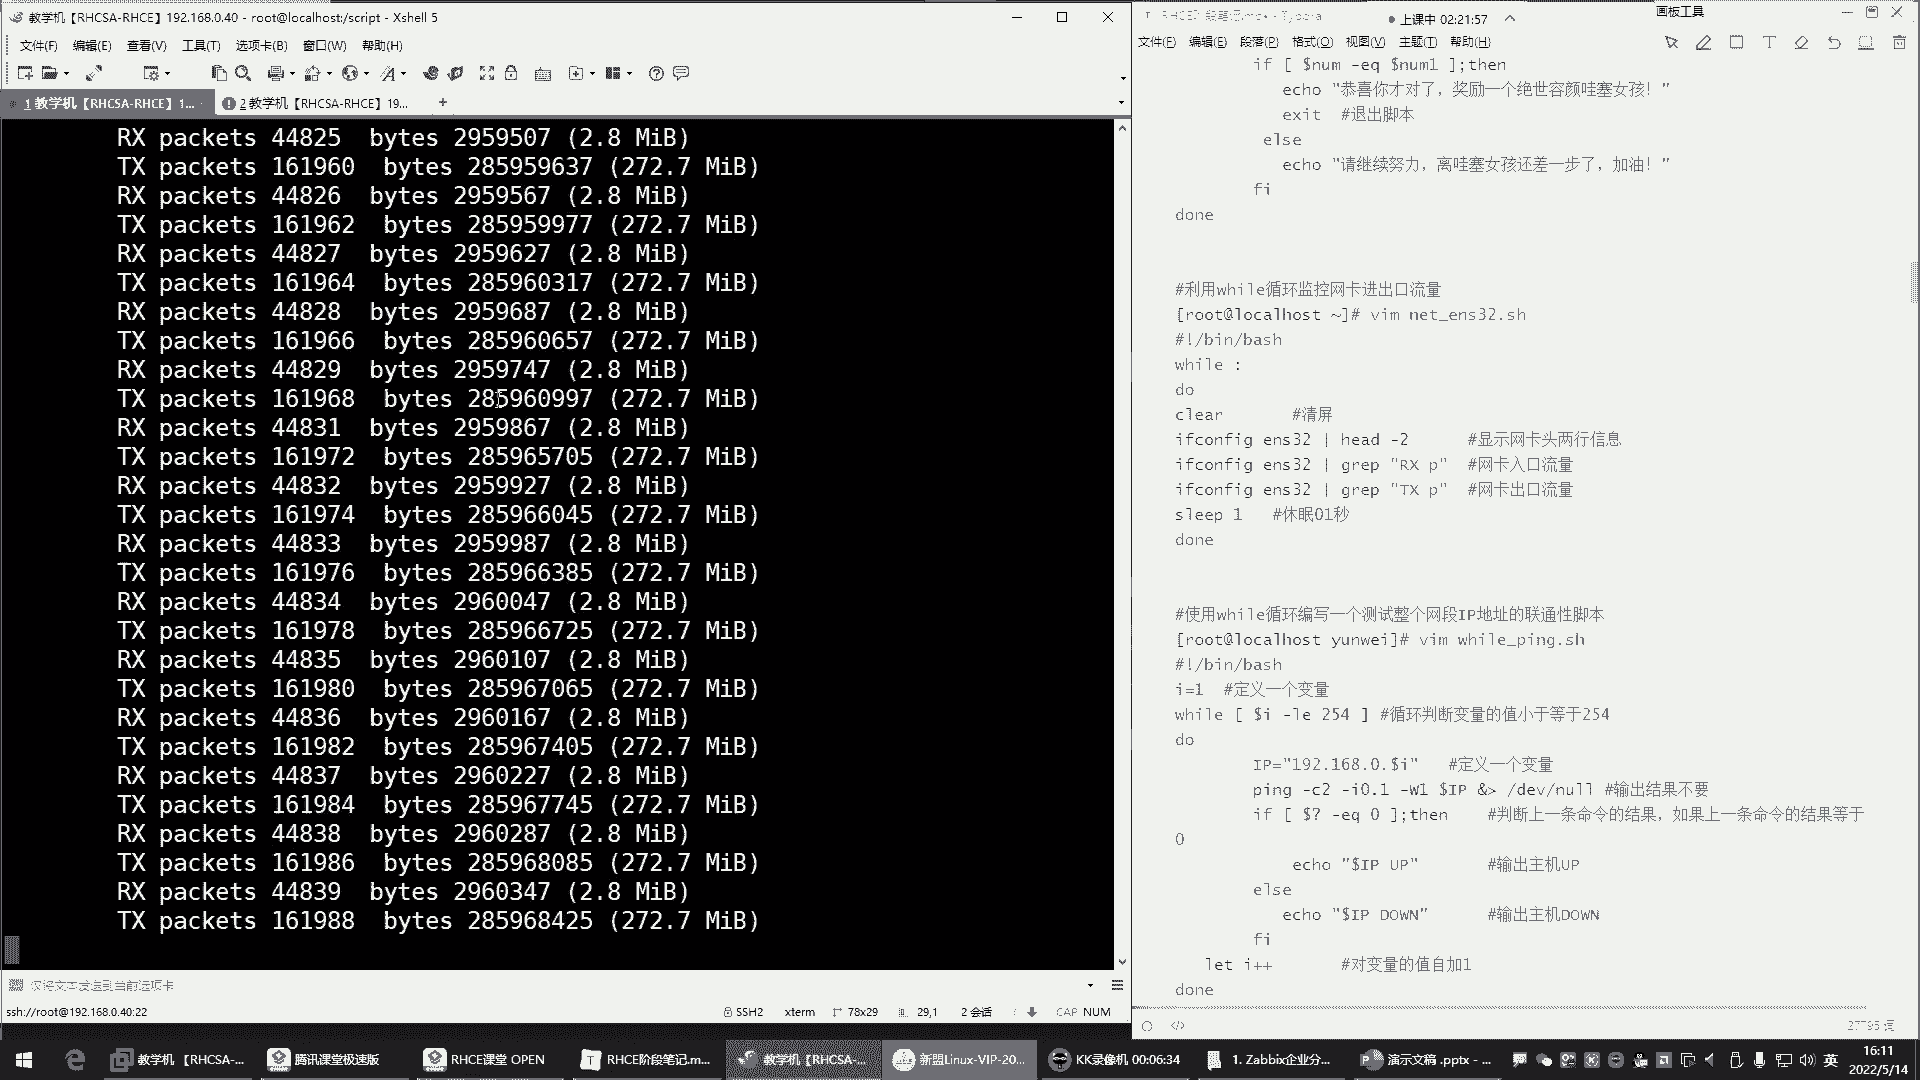 教学机【RHCSA-RHCE】192.168.0.40 - root@localhost:/script - Xshell 5
文件(F) 编辑(E) 查看(V) 工具(T) 选项卡(B) 窗口(W) 帮助(H)
1 教学机【RHCSA-RHCE】1...
2 教学机【RHCSA-RHCE】19...
+
RX packets 44825  bytes 2959507 (2.8 MiB)
TX packets 161960  bytes 285959637 (272.7 MiB)
RX packets 44826  bytes 2959567 (2.8 MiB)
TX packets 161962  bytes 285959977 (272.7 MiB)
RX packets 44827  bytes 2959627 (2.8 MiB)
TX packets 161964  bytes 285960317 (272.7 MiB)
RX packets 44828  bytes 2959687 (2.8 MiB)
TX packets 161966  bytes 285960657 (272.7 MiB)
RX packets 44829  bytes 2959747 (2.8 MiB)
TX packets 161968  bytes 285960997 (272.7 MiB)
RX packets 44831  bytes 2959867 (2.8 MiB)
TX packets 161972  bytes 285965705 (272.7 MiB)
RX packets 44832  bytes 2959927 (2.8 MiB)
TX packets 161974  bytes 285966045 (272.7 MiB)
RX packets 44833  bytes 2959987 (2.8 MiB)
TX packets 161976  bytes 285966385 (272.7 MiB)
RX packets 44834  bytes 2960047 (2.8 MiB)
TX packets 161978  bytes 285966725 (272.7 MiB)
RX packets 44835  bytes 2960107 (2.8 MiB)
TX packets 161980  bytes 285967065 (272.7 MiB)
RX packets 44836  bytes 2960167 (2.8 MiB)
TX packets 161982  bytes 285967405 (272.7 MiB)
RX packets 44837  bytes 2960227 (2.8 MiB)
TX packets 161984  bytes 285967745 (272.7 MiB)
RX packets 44838  bytes 2960287 (2.8 MiB)
TX packets 161986  bytes 285968085 (272.7 MiB)
RX packets 44839  bytes 2960347 (2.8 MiB)
TX packets 161988  bytes 285968425 (272.7 MiB)
仅将文本发送到当前选项卡
ssh://root@192.168.0.40:22
SSH2 xterm 78x29 29,1 2 会话 CAP NUM
上课中 02:21:57
画板工具
文件(F) 编辑(E) 段落(P) 格式(O) 视图(V) 主题(T) 帮助(H)
if [ $num -eq $num1 ];then
echo "恭喜你才对了，奖励一个绝世容颜哇塞女孩！"
exit  #退出脚本
else
echo "请继续努力，离哇塞女孩还差一步了，加油！"
fi
done
#利用while循环监控网卡进出口流量
[root@localhost ~]# vim net_ens32.sh
#!/bin/bash
while :
do
clear  #清屏
ifconfig ens32 | head -2  #显示网卡头两行信息
ifconfig ens32 | grep "RX p"  #网卡入口流量
ifconfig ens32 | grep "TX p"  #网卡出口流量
sleep 1  #休眠01秒
done
#使用while循环编写一个测试整个网段IP地址的联通性脚本
[root@localhost yunwei]# vim while_ping.sh
#!/bin/bash
i=1  #定义一个变量
while [ $i -le 254 ] #循环判断变量的值小于等于254
do
IP="192.168.0.$i"  #定义一个变量
ping -c2 -i0.1 -W1 $IP &> /dev/null #输出结果不要
if [ $? -eq 0 ];then  #判断上一条命令的结果，如果上一条命令的结果等于
0
echo "$IP UP"  #输出主机UP
else
echo "$IP DOWN"  #输出主机DOWN
fi
let i++  #对变量的值自加1
done
</>
教学机 【RHCSA-...
腾讯课堂极速版
RHCE课堂 OPEN
RHCE阶段笔记.m...
教学机【RHCSA-...
新盟Linux-VIP-20...
KK录像机 00:06:34
1. Zabbix企业分...
演示文稿 .pptx - ...
英
16:11
2022/5/14